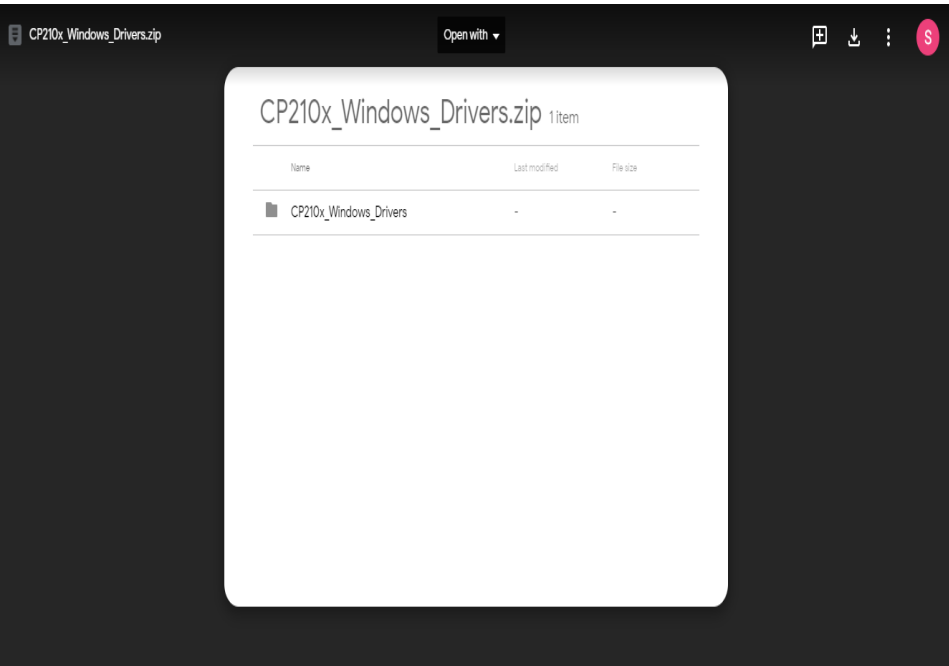 CP210x_Windows_Drivers.zip
Open with
S
CP210x_Windows_Drivers.zip 1 item
Name Last modified File size
CP210x_Windows_Drivers - -